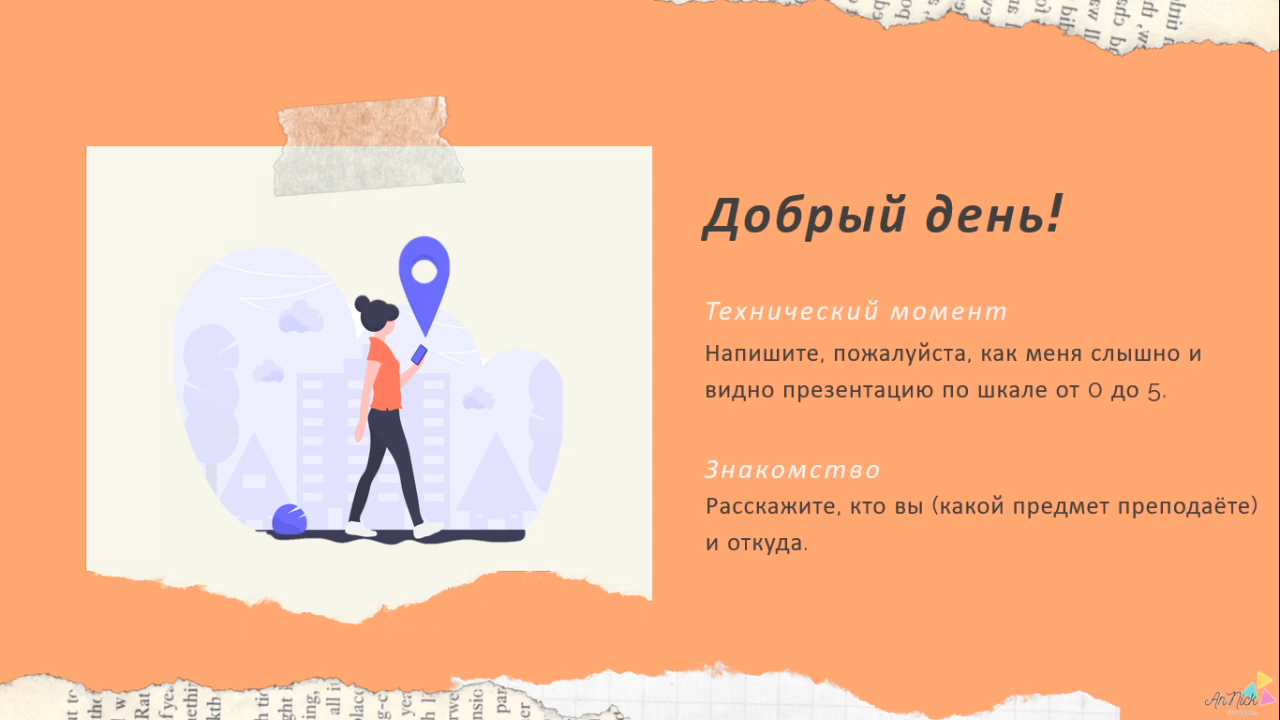 Добрый день!
Технический момент
Напишите, пожалуйста, как меня слышно и
видно презентацию по шкале от 0 до 5.
Знакомство
Расскажите, кто вы (какой предмет преподаёте)
и откуда.
AnNick